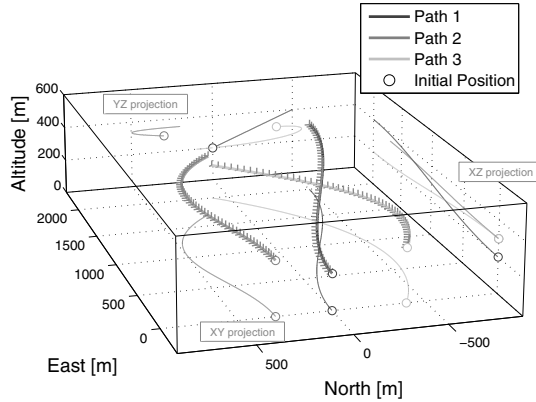 Path 1
Path 2
Path 3
Initial Position
YZ projection
XZ projection
XY projection
Altitude [m]
600
400
200
0
East [m]
2000
1500
1000
500
0
North [m]
500
0
−500